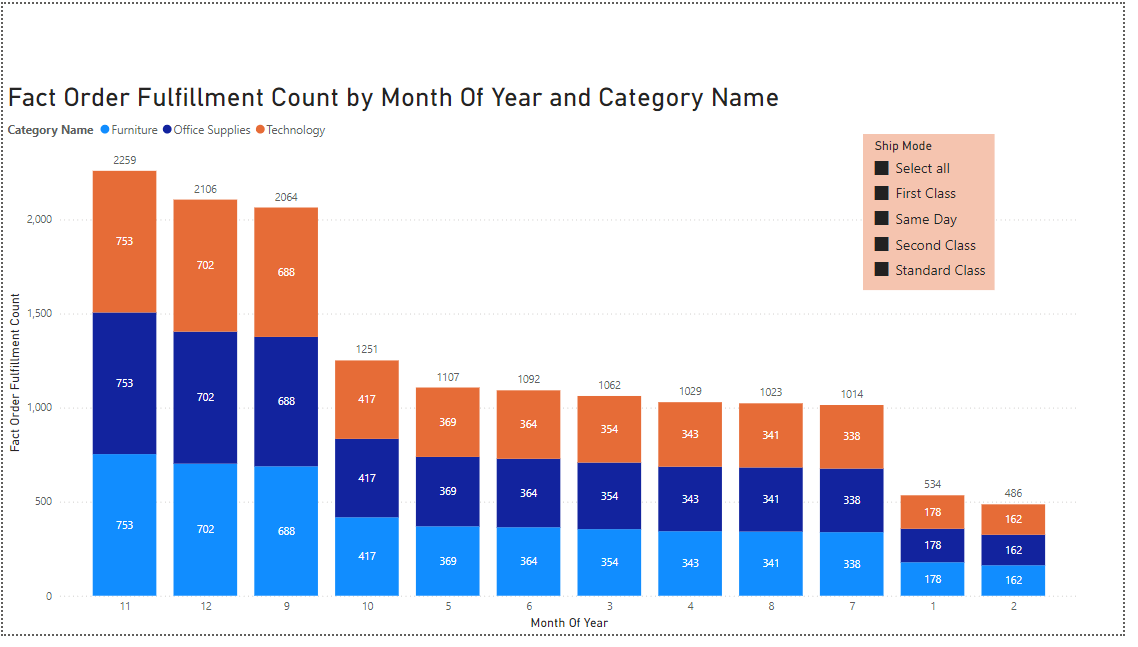 Fact Order Fulfillment Count by Month Of Year and Category Name
Category Name Furniture Office Supplies Technology
Ship Mode
Select all
First Class
Same Day
Second Class
Standard Class
Fact Order Fulfillment Count
2,000
1,500
1,000
500
0
2259 2106 2064 1251 1107 1092 1062 1029 1023 1014 534 486
753 702 688 417 369 364 354 343 341 338 178 162
753 702 688 417 369 364 354 343 341 338 178 162
753 702 688 417 369 364 354 343 341 338 178 162
11 12 9 10 5 6 3 4 8 7 1 2
Month Of Year